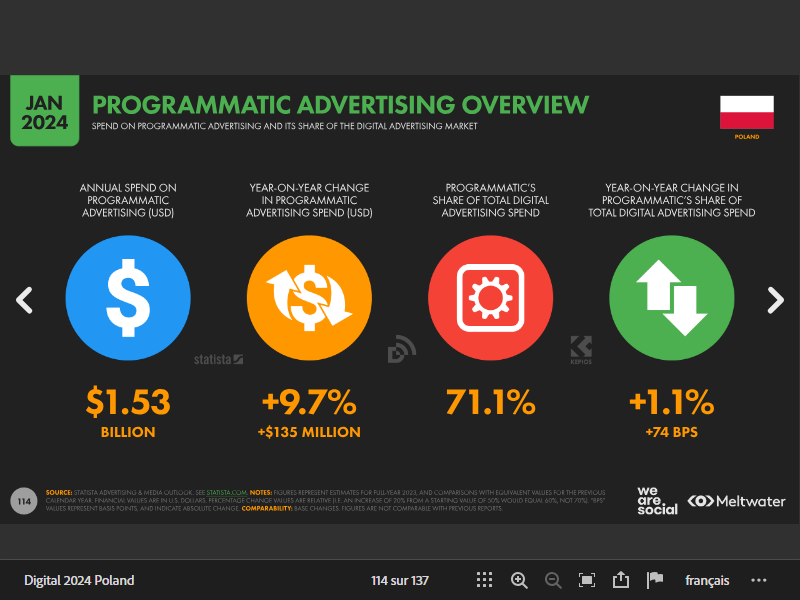 JAN
2024
PROGRAMMATIC ADVERTISING OVERVIEW
SPEND ON PROGRAMMATIC ADVERTISING AND ITS SHARE OF THE DIGITAL ADVERTISING MARKET
POLAND
ANNUAL SPEND ON
PROGRAMMATIC
ADVERTISING (USD)
YEAR-ON-YEAR CHANGE
IN PROGRAMMATIC
ADVERTISING SPEND (USD)
PROGRAMMATIC'S
SHARE OF TOTAL DIGITAL
ADVERTISING SPEND
YEAR-ON-YEAR CHANGE IN
PROGRAMMATIC'S SHARE OF
TOTAL DIGITAL ADVERTISING SPEND
$
$
statista
KEPIOS
$1.53
BILLION
+9.7%
+$135 MILLION
71.1%
+1.1%
+74 BPS
114
SOURCE: STATISTA ADVERTISING & MEDIA OUTLOOK. SEE STATISTA.COM. NOTES: FIGURES REPRESENT ESTIMATES FOR FULL-YEAR 2023, AND COMPARISONS WITH EQUIVALENT VALUES FOR THE PREVIOUS
CALENDAR YEAR. FINANCIAL VALUES ARE IN U.S. DOLLARS. PERCENTAGE CHANGE VALUES ARE RELATIVE (I.E. AN INCREASE OF 20% FROM A STARTING VALUE OF 50% WOULD EQUAL 60%, NOT 70%). "BPS"
VALUES REPRESENT BASIS POINTS, AND INDICATE ABSOLUTE CHANGE. COMPARABILITY: BASE CHANGES. FIGURES ARE NOT COMPARABLE WITH PREVIOUS REPORTS.
we
are.
social
Meltwater
Digital 2024 Poland
114 sur 137
français